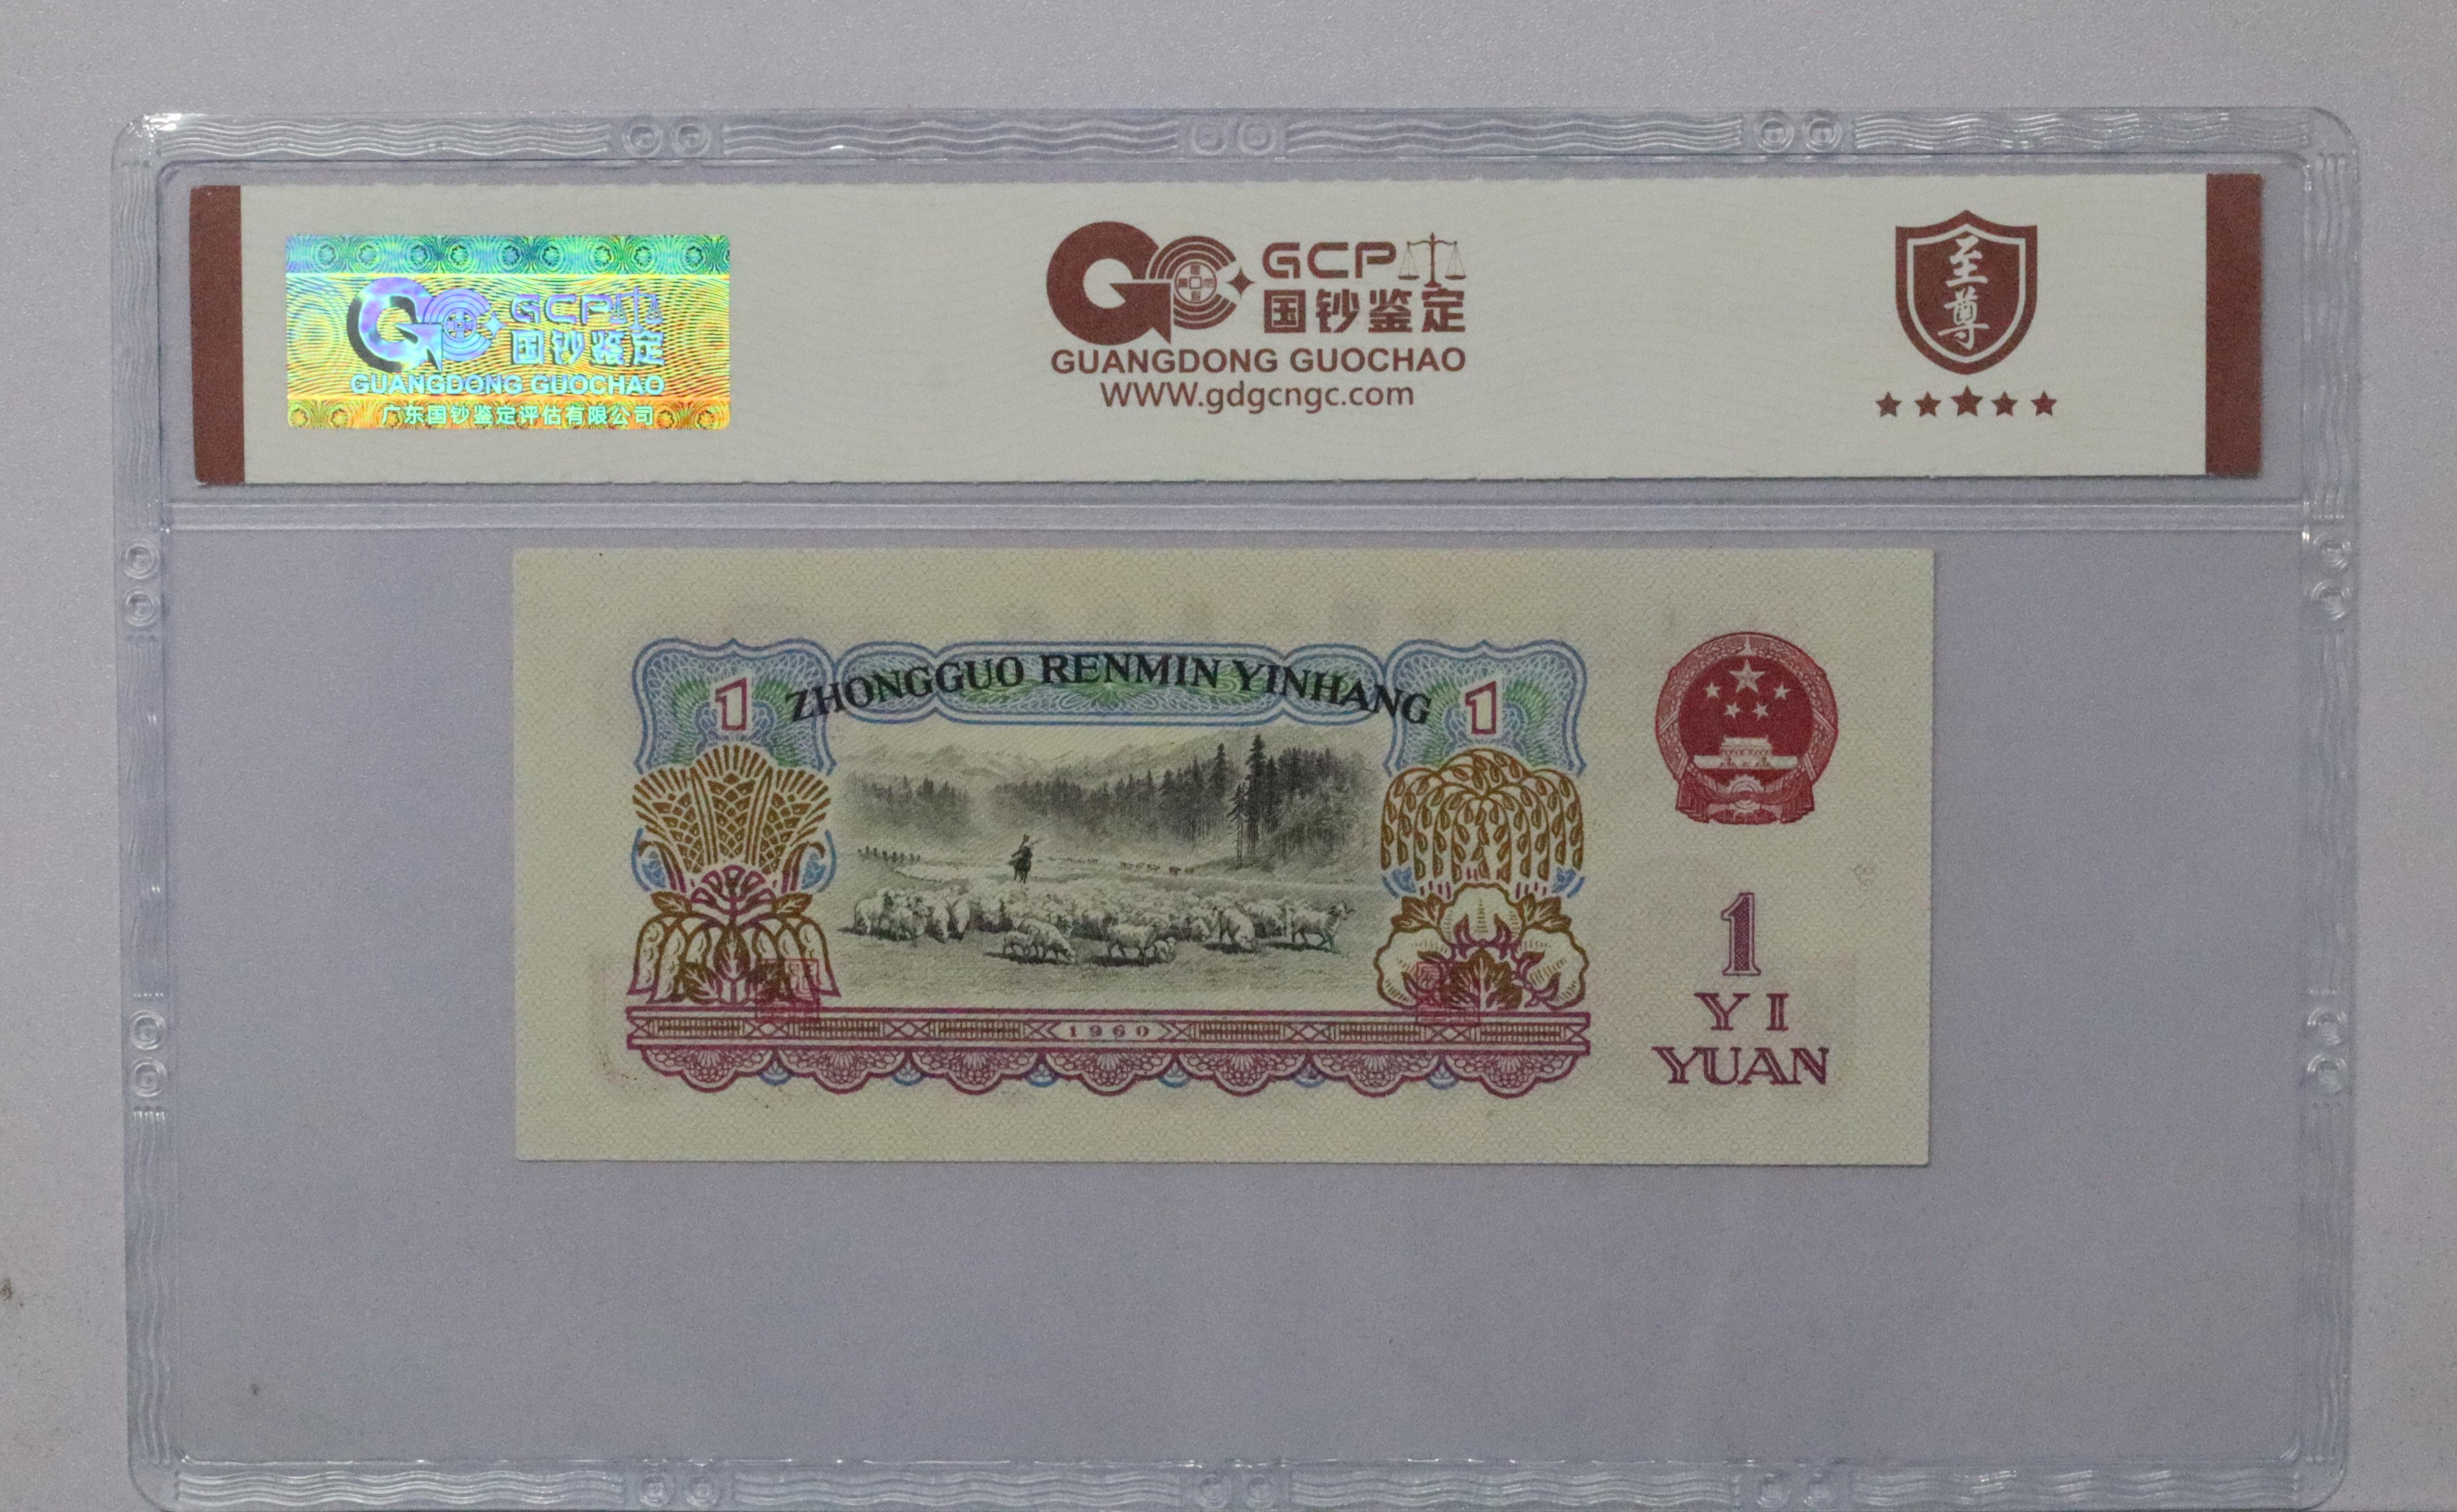 GCP
国钞鉴定
GUANGDONG GUOCHAO
广东国钞鉴定评估有限公司
GCP
国钞鉴定
GUANGDONG GUOCHAO
WWW.gdgcngc.com
至尊
ZHONGGUO RENMIN YINHANG
1
1
1
YI
YUAN
1960